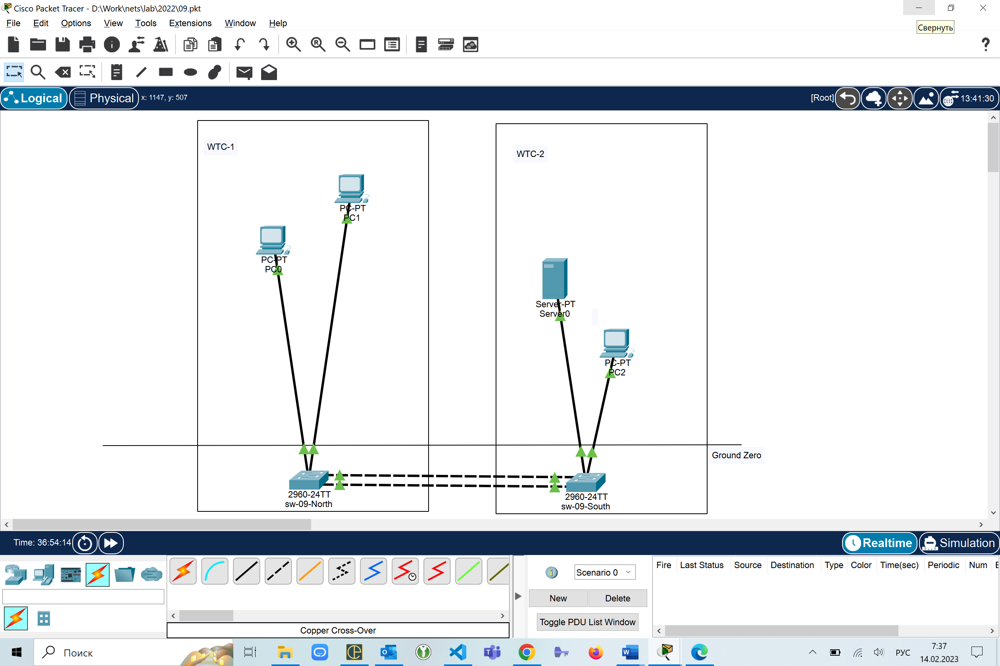 Cisco Packet Tracer - D:\Work\nets\lab\2022\09.pkt
File Edit Options View Tools Extensions Window Help
Свернуть
Logical Physical x: 1147, y: 507 [Root] 13:41:30
WTC-1
WTC-2
PC-PT
PC1
PC-PT
PC0
Server-PT
Server0
PC-PT
PC2
Ground Zero
2960-24TT
sw-09-North
2960-24TT
sw-09-South
Time: 36:54:14 Realtime Simulation
Scenario 0
Fire Last Status Source Destination Type Color Time(sec) Periodic Num
New Delete
Toggle PDU List Window
Copper Cross-Over
Поиск
РУС
7:37
14.02.2023